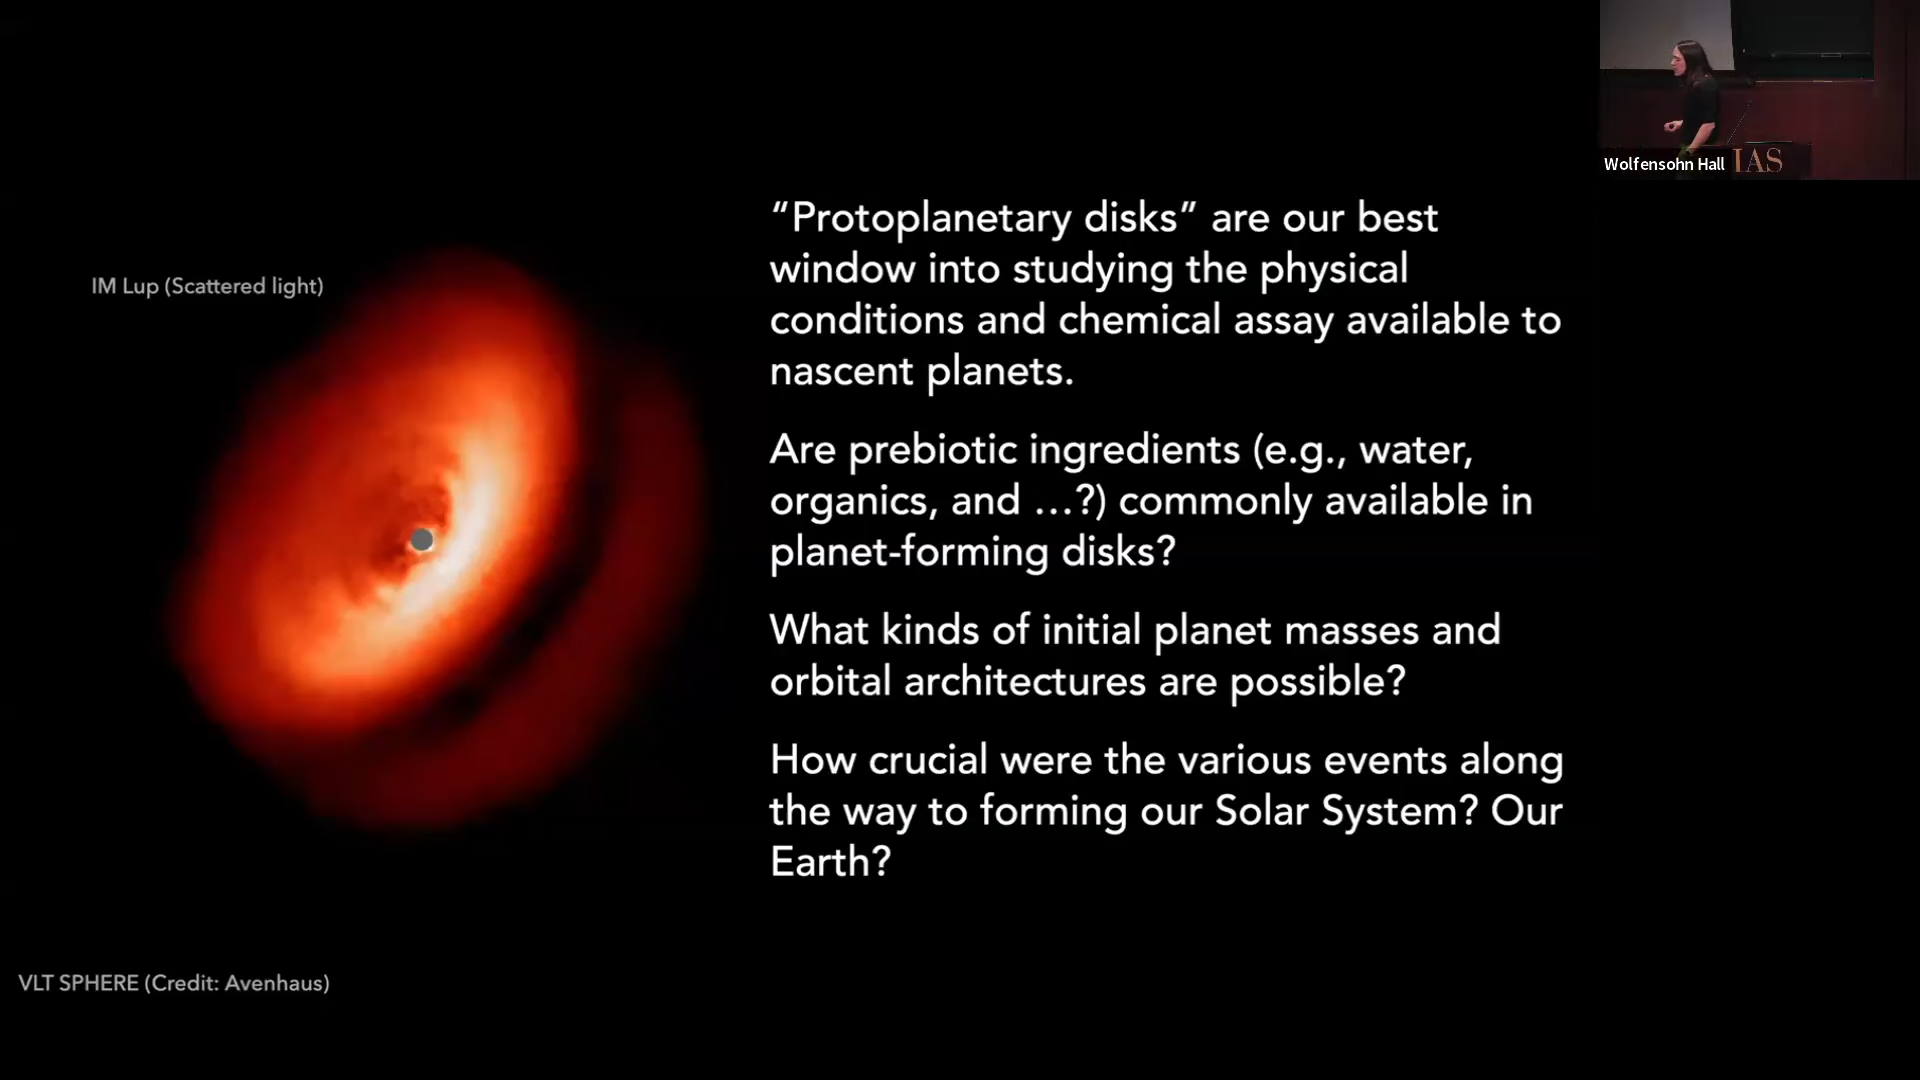 Wolfensohn Hall
IAS
IM Lup (Scattered light)
“Protoplanetary disks” are our best
window into studying the physical
conditions and chemical assay available to
nascent planets.
Are prebiotic ingredients (e.g., water,
organics, and …?) commonly available in
planet-forming disks?
What kinds of initial planet masses and
orbital architectures are possible?
How crucial were the various events along
the way to forming our Solar System? Our
Earth?
VLT SPHERE (Credit: Avenhaus)